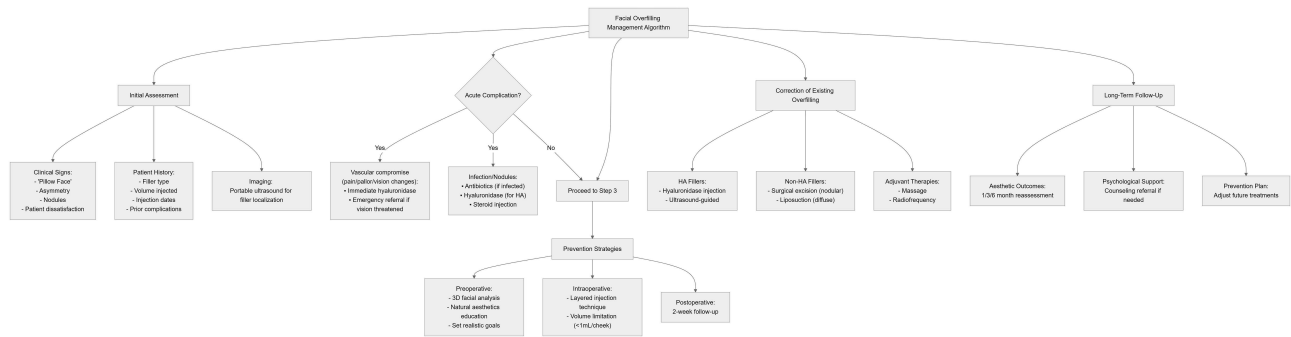 Facial Overfilling
Management Algorithm
Initial Assessment
Acute Complication?
Correction of Existing
Overfilling
Long-Term Follow-Up
Yes
Yes
No
Clinical Signs:
- 'Pillow Face'
- Asymmetry
- Nodules
- Patient dissatisfaction
Patient History:
- Filler type
- Volume injected
- Injection dates
- Prior complications
Imaging:
Portable ultrasound for
filler localization
Vascular compromise
(pain/pallor/vision changes):
• Immediate hyaluronidase
• Emergency referral if
vision threatened
Infection/Nodules:
• Antibiotics (if infected)
• Hyaluronidase (for HA)
• Steroid injection
Proceed to Step 3
HA Fillers:
- Hyaluronidase injection
- Ultrasound-guided
Non-HA Fillers:
- Surgical excision (nodular)
- Liposuction (diffuse)
Adjuvant Therapies:
- Massage
- Radiofrequency
Aesthetic Outcomes:
1/3/6 month reassessment
Psychological Support:
Counseling referral if
needed
Prevention Plan:
Adjust future treatments
Prevention Strategies
Preoperative:
- 3D facial analysis
- Natural aesthetics
education
- Set realistic goals
Intraoperative:
- Layered injection
technique
- Volume limitation
(<1mL/cheek)
Postoperative:
2-week follow-up